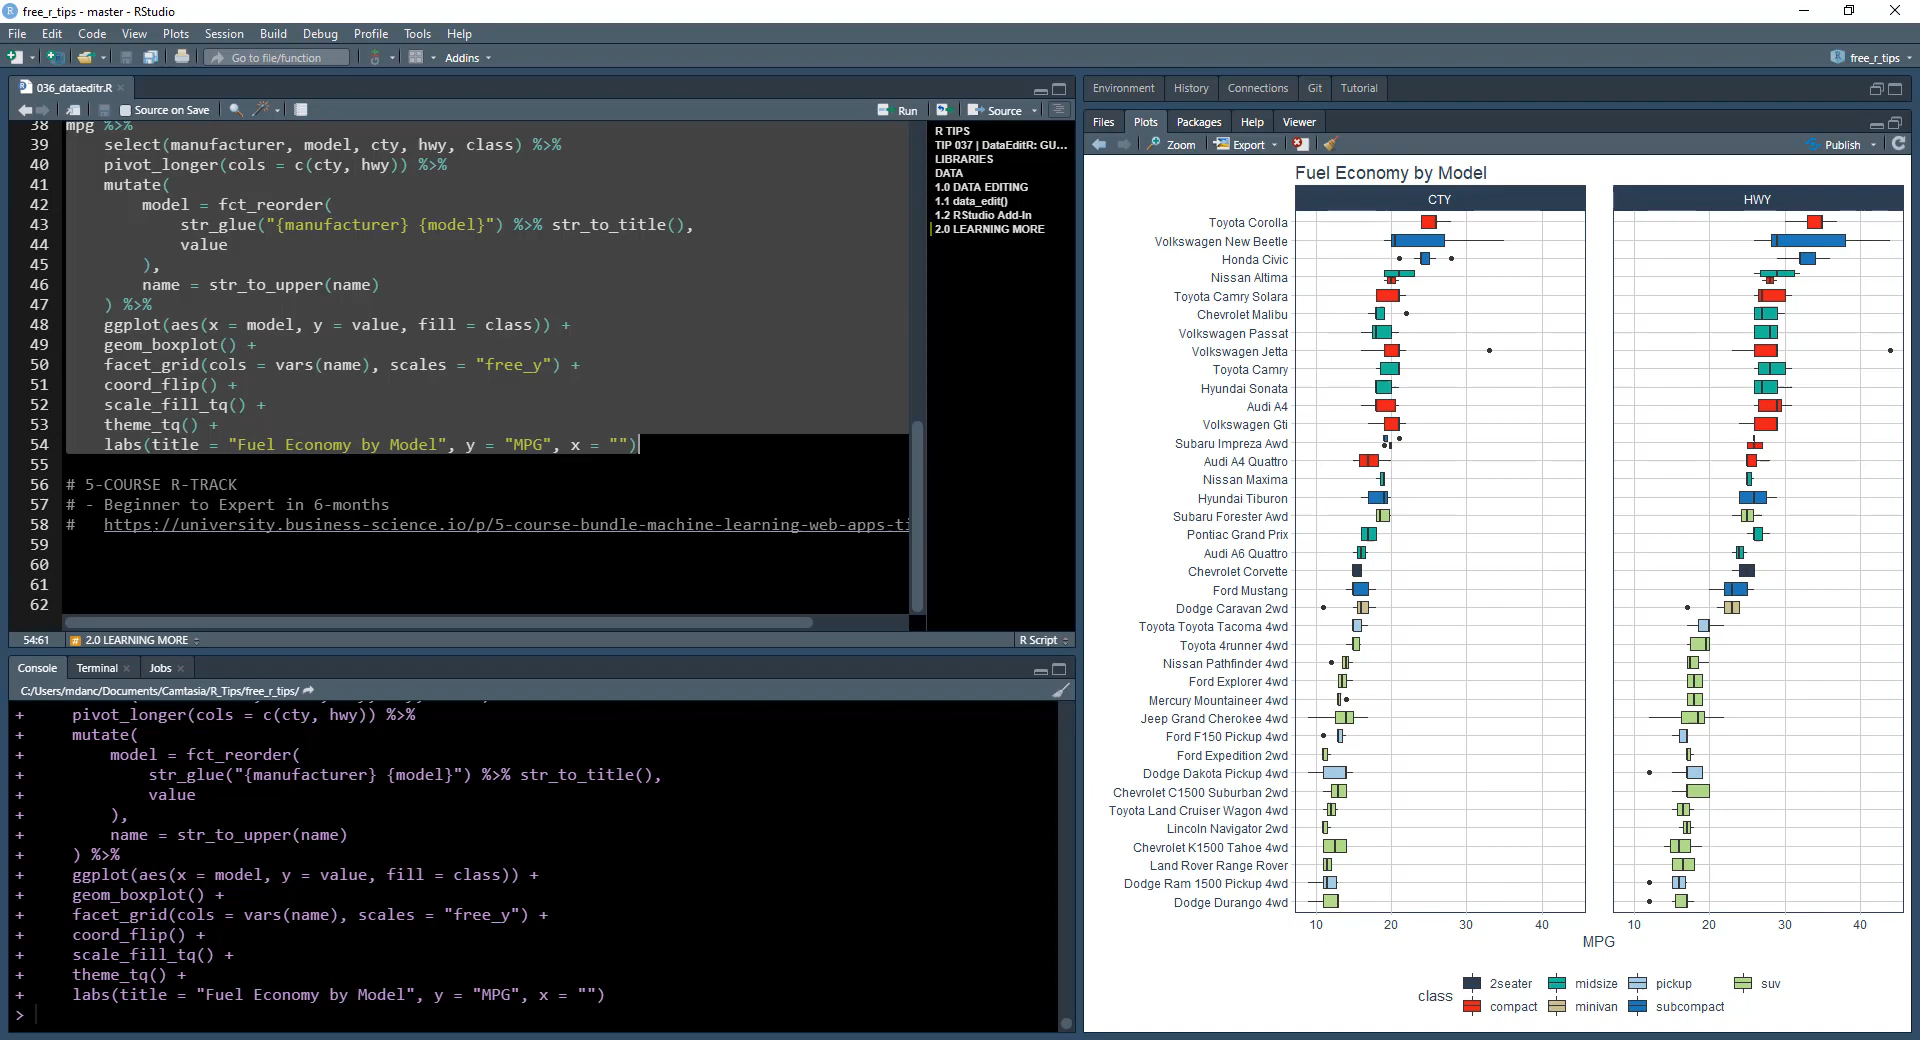 free_r_tips - master - RStudio
File Edit Code View Plots Session Build Debug Profile Tools Help
Go to file/function Addins free_r_tips
036_dataeditr.R
Source on Save Run Source
38 mpg %>%
39 select(manufacturer, model, cty, hwy, class) %>%
40 pivot_longer(cols = c(cty, hwy)) %>%
41 mutate(
42 model = fct_reorder(
43 str_glue("{manufacturer} {model}") %>% str_to_title(),
44 value
45 ),
46 name = str_to_upper(name)
47 ) %>%
48 ggplot(aes(x = model, y = value, fill = class)) +
49 geom_boxplot() +
50 facet_grid(cols = vars(name), scales = "free_y") +
51 coord_flip() +
52 scale_fill_tq() +
53 theme_tq() +
54 labs(title = "Fuel Economy by Model", y = "MPG", x = "")
55
56 # 5-COURSE R-TRACK
57 # - Beginner to Expert in 6-months
58 # https://university.business-science.io/p/5-course-bundle-machine-learning-web-apps-ti
59
60
61
62
R TIPS
TIP 037 | DataEditR: GU...
LIBRARIES
DATA
1.0 DATA EDITING
1.1 data_edit()
1.2 RStudio Add-In
2.0 LEARNING MORE
54:61 # 2.0 LEARNING MORE R Script
Console Terminal Jobs
C:/Users/mdanc/Documents/Camtasia/R_Tips/free_r_tips/
+ pivot_longer(cols = c(cty, hwy)) %>%
+ mutate(
+ model = fct_reorder(
+ str_glue("{manufacturer} {model}") %>% str_to_title(),
+ value
+ ),
+ name = str_to_upper(name)
+ ) %>%
+ ggplot(aes(x = model, y = value, fill = class)) +
+ geom_boxplot() +
+ facet_grid(cols = vars(name), scales = "free_y") +
+ coord_flip() +
+ scale_fill_tq() +
+ theme_tq() +
+ labs(title = "Fuel Economy by Model", y = "MPG", x = "")
>
Environment History Connections Git Tutorial
Files Plots Packages Help Viewer
Zoom Export Publish
Fuel Economy by Model
CTY HWY
Toyota Corolla
Volkswagen New Beetle
Honda Civic
Nissan Altima
Toyota Camry Solara
Chevrolet Malibu
Volkswagen Passat
Volkswagen Jetta
Toyota Camry
Hyundai Sonata
Audi A4
Volkswagen Gti
Subaru Impreza Awd
Audi A4 Quattro
Nissan Maxima
Hyundai Tiburon
Subaru Forester Awd
Pontiac Grand Prix
Audi A6 Quattro
Chevrolet Corvette
Ford Mustang
Dodge Caravan 2wd
Toyota Toyota Tacoma 4wd
Toyota 4runner 4wd
Nissan Pathfinder 4wd
Ford Explorer 4wd
Mercury Mountaineer 4wd
Jeep Grand Cherokee 4wd
Ford F150 Pickup 4wd
Ford Expedition 2wd
Dodge Dakota Pickup 4wd
Chevrolet C1500 Suburban 2wd
Toyota Land Cruiser Wagon 4wd
Lincoln Navigator 2wd
Chevrolet K1500 Tahoe 4wd
Land Rover Range Rover
Dodge Ram 1500 Pickup 4wd
Dodge Durango 4wd
10 20 30 40 10 20 30 40
MPG
class
2seater midsize pickup suv
compact minivan subcompact